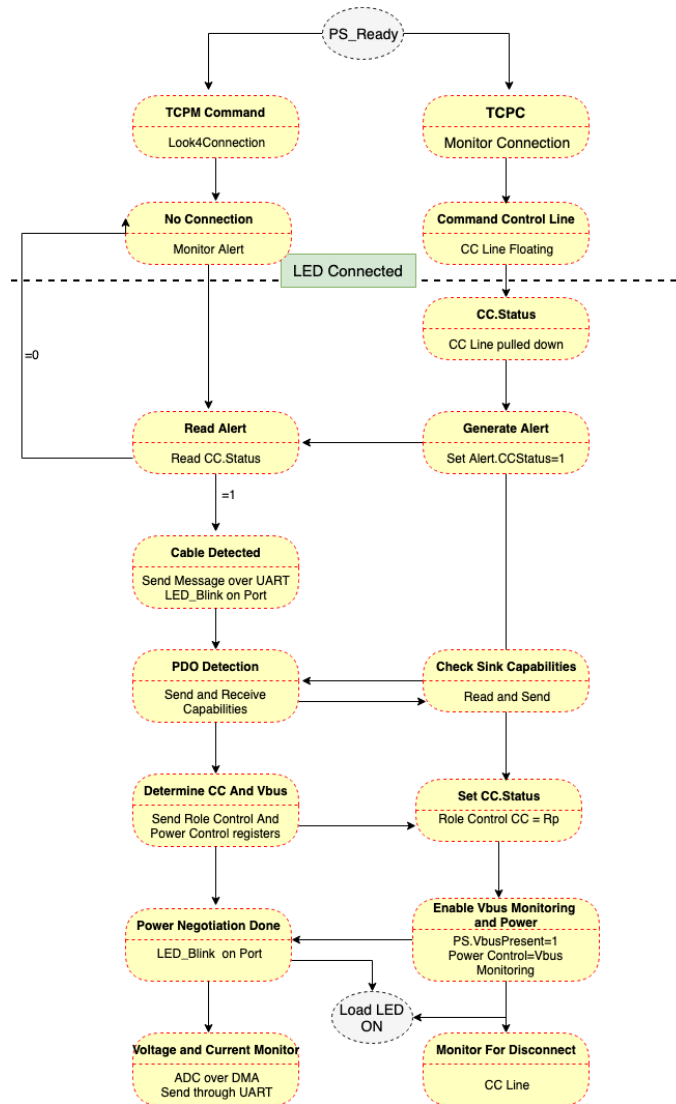 PS_Ready
TCPM Command
Look4Connection
TCPC
Monitor Connection
No Connection
Monitor Alert
Command Control Line
CC Line Floating
LED Connected
CC.Status
CC Line pulled down
=0
Read Alert
Read CC.Status
Generate Alert
Set Alert.CCStatus=1
=1
Cable Detected
Send Message over UART
LED_Blink on Port
PDO Detection
Send and Receive
Capabilities
Check Sink Capabilities
Read and Send
Determine CC And Vbus
Send Role Control And
Power Control registers
Set CC.Status
Role Control CC = Rp
Power Negotiation Done
LED_Blink on Port
Enable Vbus Monitoring
and Power
PS.VbusPresent=1
Power Control=Vbus
Monitoring
Load LED
ON
Voltage and Current Monitor
ADC over DMA
Send through UART
Monitor For Disconnect
CC Line